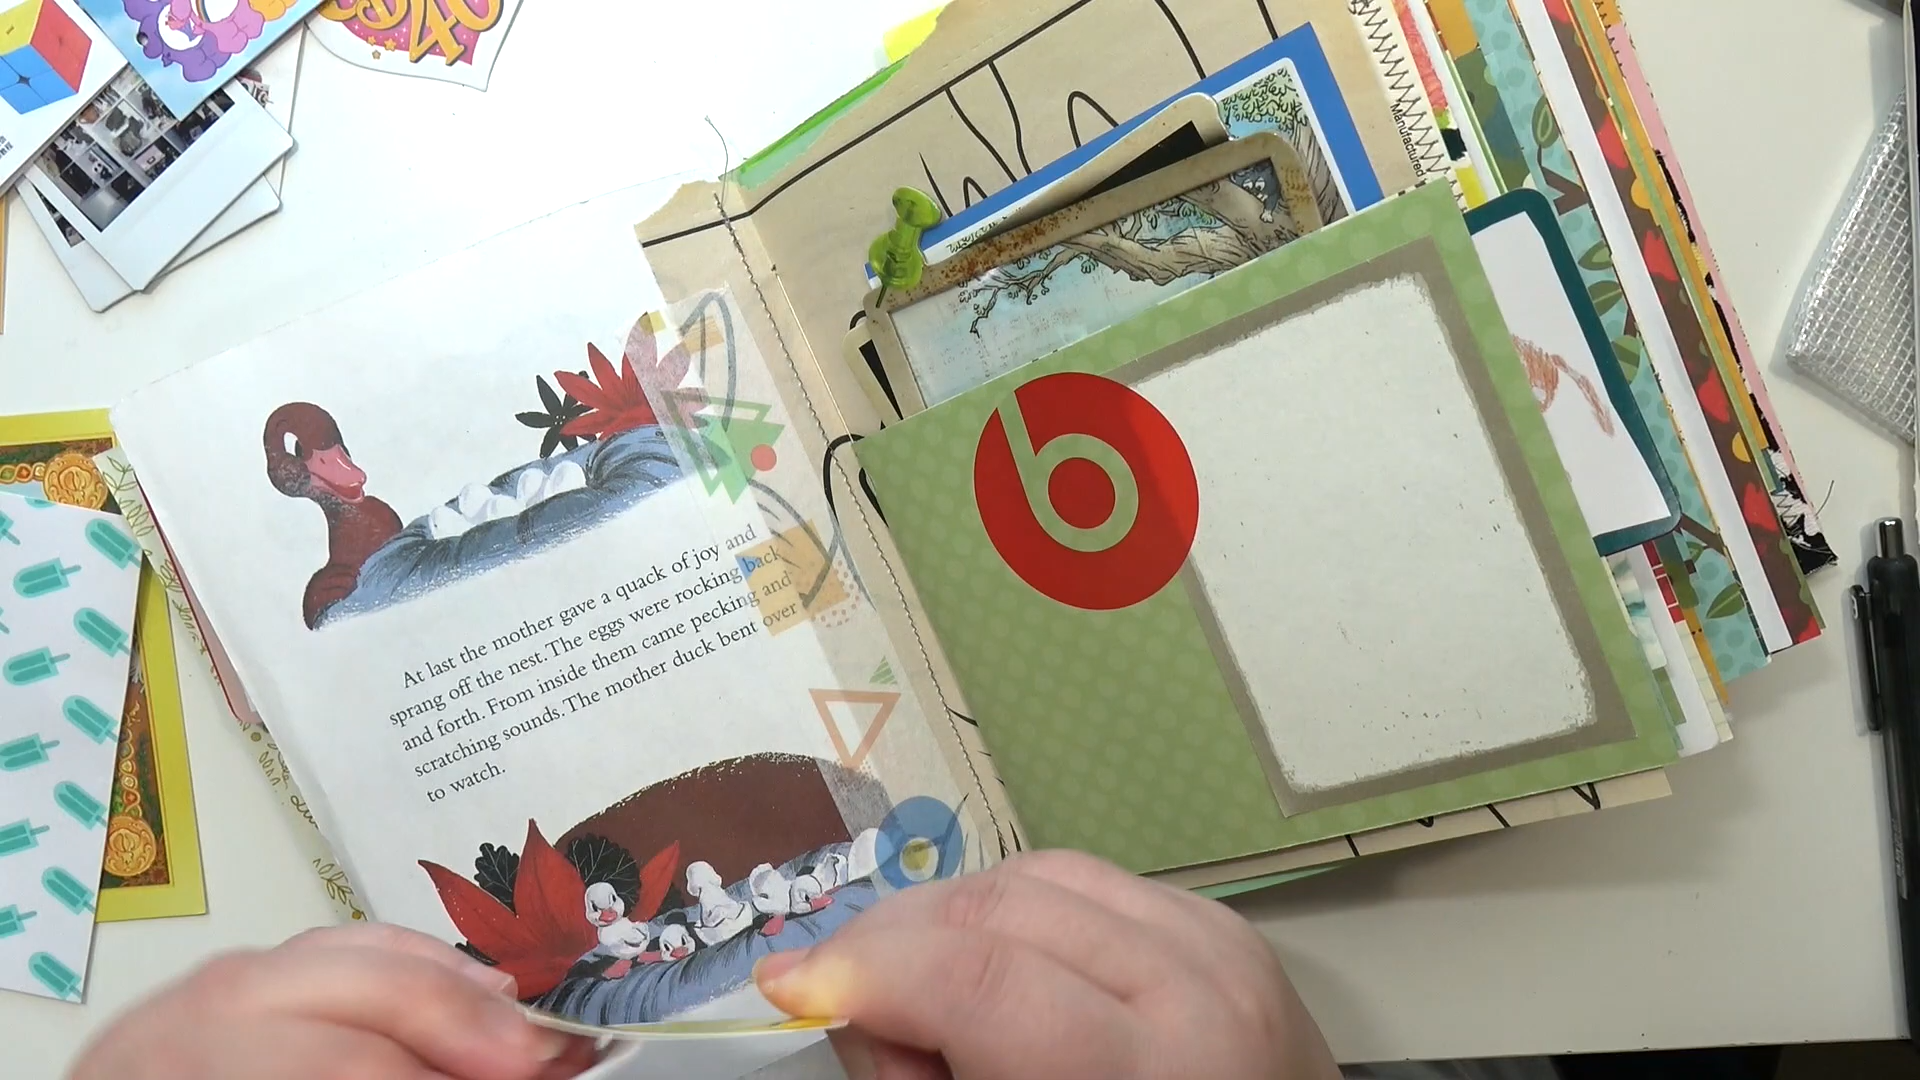 At last the mother gave a quack of joy and
sprang off the nest. The eggs were rocking back
and forth. From inside them came pecking and
scratching sounds. The mother duck bent over
to watch.
b
Manufactured